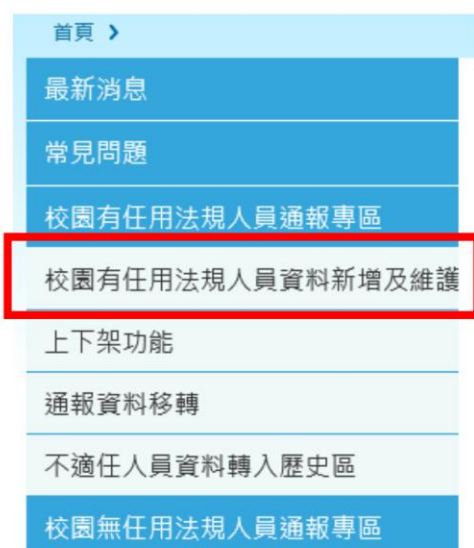 首頁 >
最新消息
常見問題
校園有任用法規人員通報專區
校園有任用法規人員資料新增及維護
上下架功能
通報資料移轉
不適任人員資料轉入歷史區
校園無任用法規人員通報專區